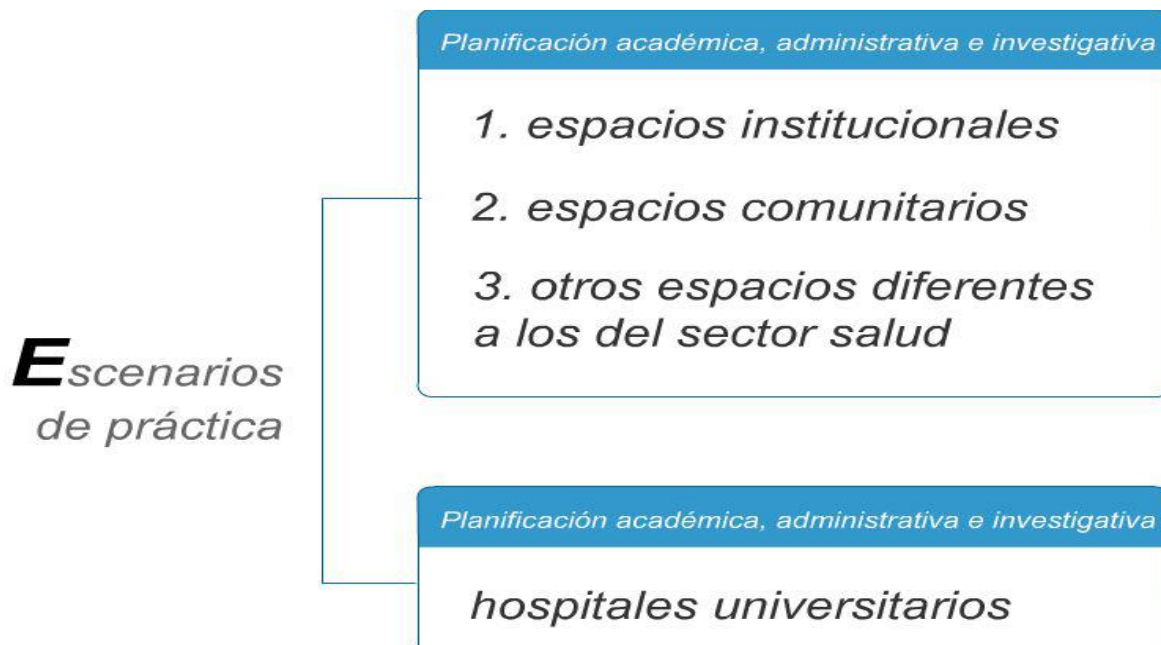 Escenarios
de práctica
Planificación académica, administrativa e investigativa
1. espacios institucionales
2. espacios comunitarios
3. otros espacios diferentes
a los del sector salud
Planificación académica, administrativa e investigativa
hospitales universitarios